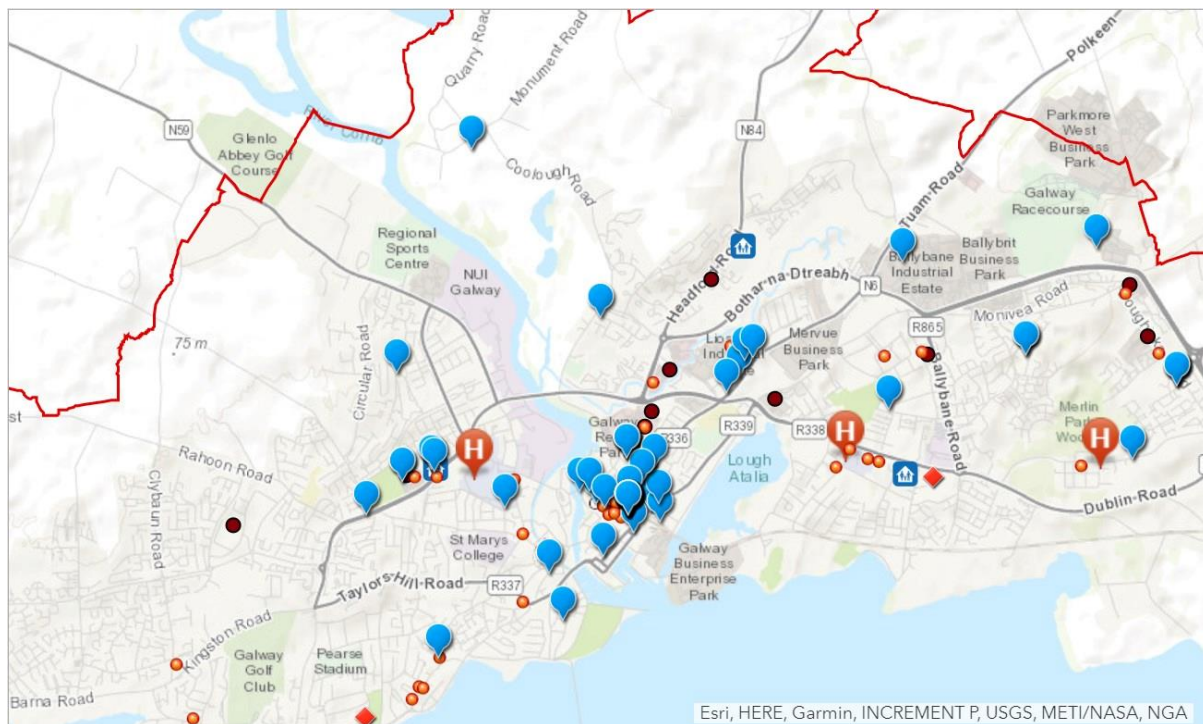 Quarry Road
Monument Road
Polkeen
N59
River Corrib
N84
Parkmore
West
Business
Park
Glenlo
Abbey Golf
Course
Coolough Road
Tuam Road
Galway
Racecourse
Regional
Sports
Centre
Ballybrit
Business
Park
Ballybane
Industrial
Estate
NUI
Galway
Bothar na Dtreabh
N6
Monivea Road
R865
75 m
Circular Road
Mervue
Business
Park
Ballybane Road
H
H
H
R336
R339
R338
Merlin
Park
Lough
Atalia
Rahoon Road
Clybaun Road
Dublin Road
St Marys
College
Galway
Business
Enterprise
Park
Taylors Hill Road
R337
Kingston Road
Galway
Golf
Club
Pearse
Stadium
Barna Road
Esri, HERE, Garmin, INCREMENT P, USGS, METI/NASA, NGA